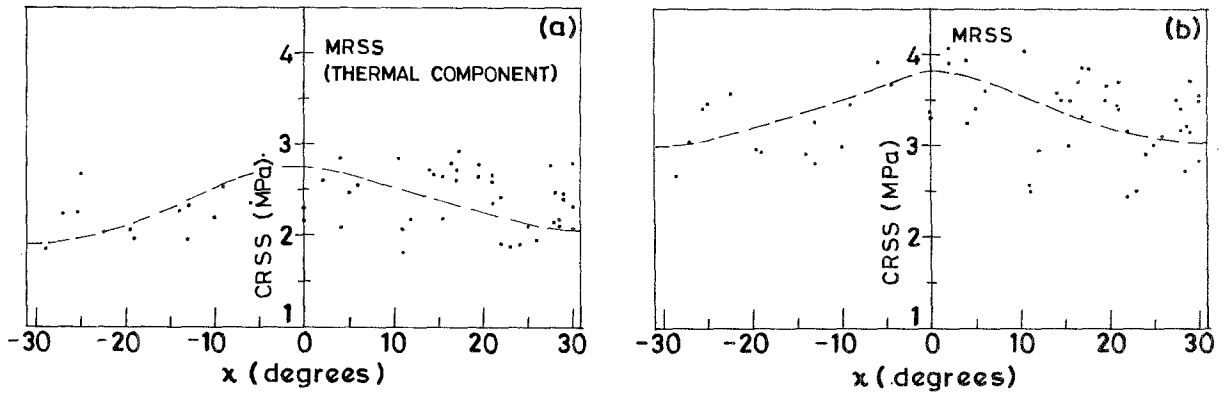 (a)
MRSS
(THERMAL COMPONENT)
4
3
2
1
CRSS (MPa)
-30 -20 -10 0 10 20 30
x (degrees)
(b)
MRSS
4
3
2
1
CRSS (MPa)
-30 -20 -10 0 10 20 30
x (degrees)